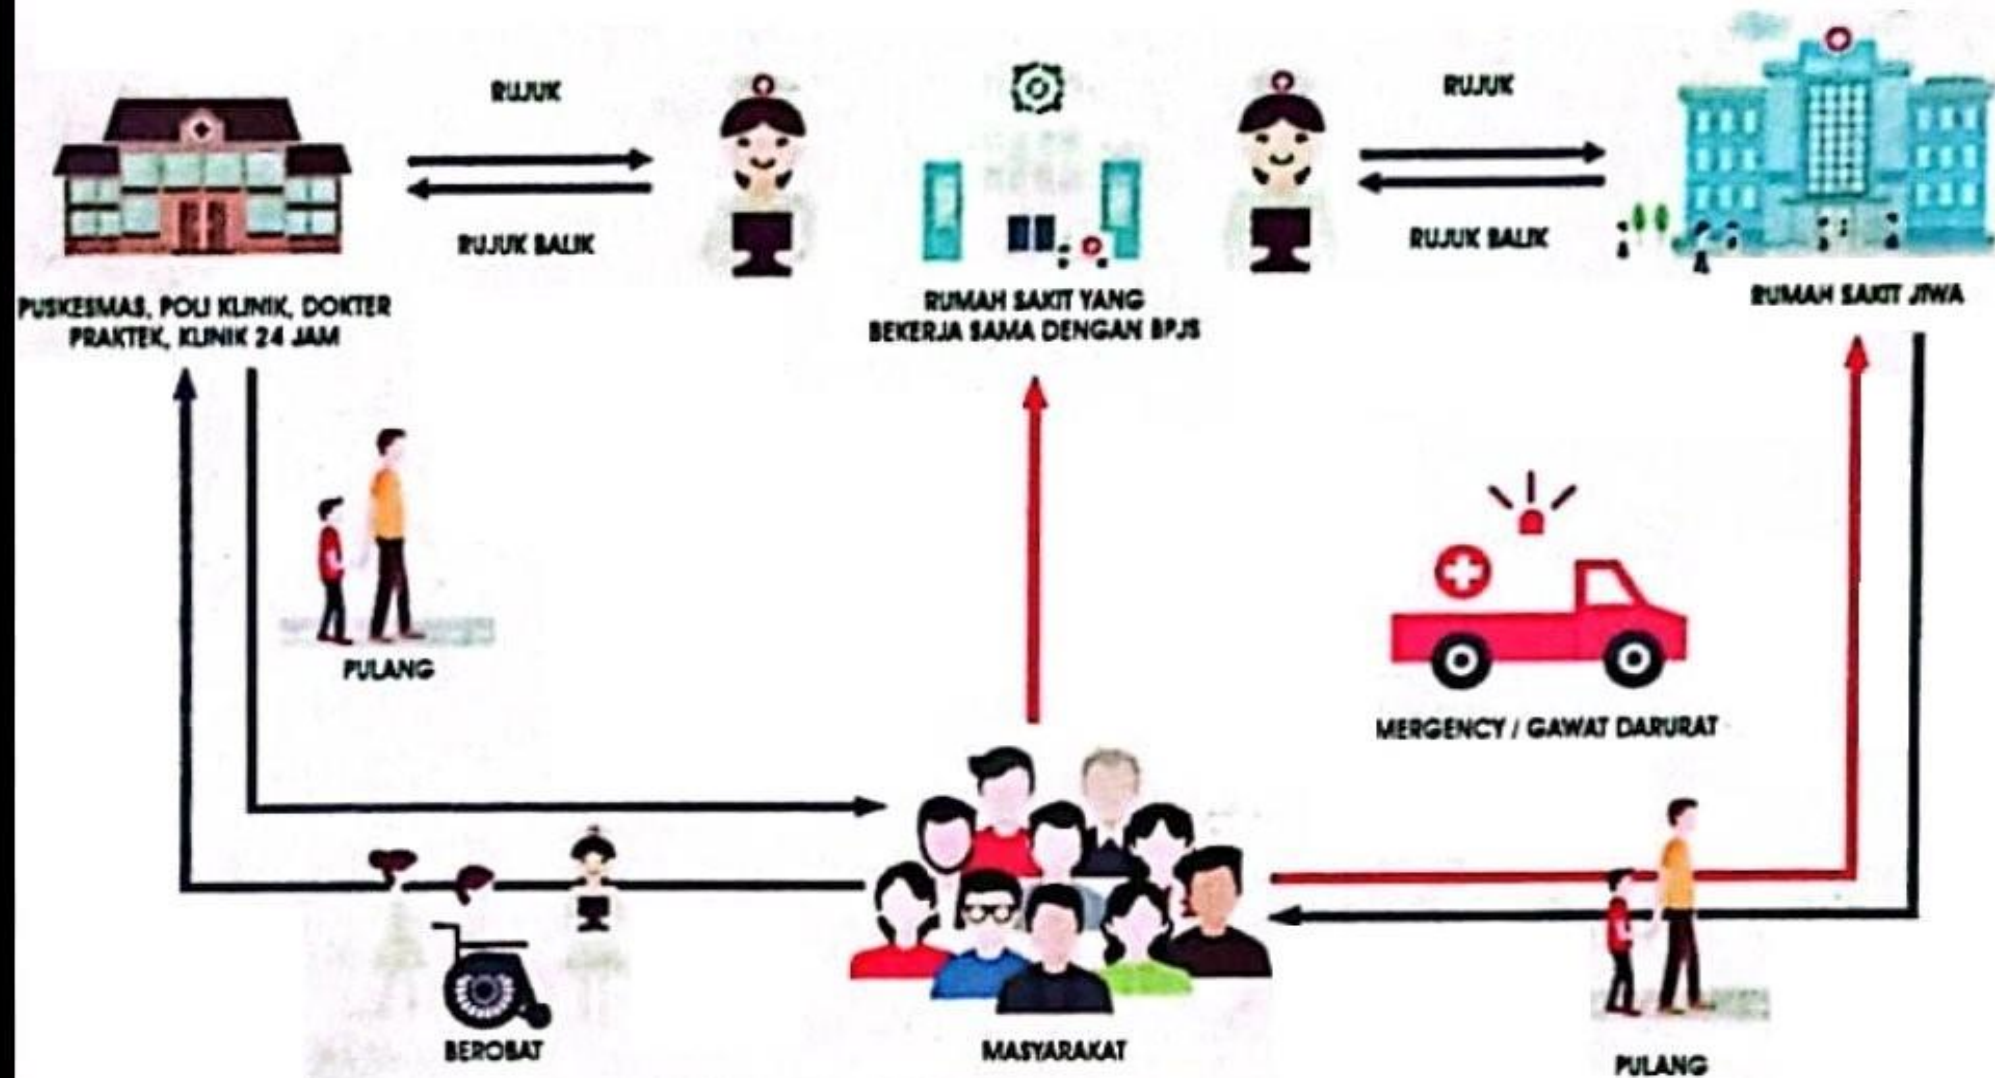 RUJUK
RUJUK
RUJUK BALIK
RUJUK BALIK
PUSKESMAS, POLI KLINIK, DOKTER
PRAKTEK, KLINIK 24 JAM
RUMAH SAKIT YANG
BEKERJA SAMA DENGAN BPJS
RUMAH SAKIT JIWA
PULANG
MERGENCY / GAWAT DARURAT
BEROBAT
MASYARAKAT
PULANG